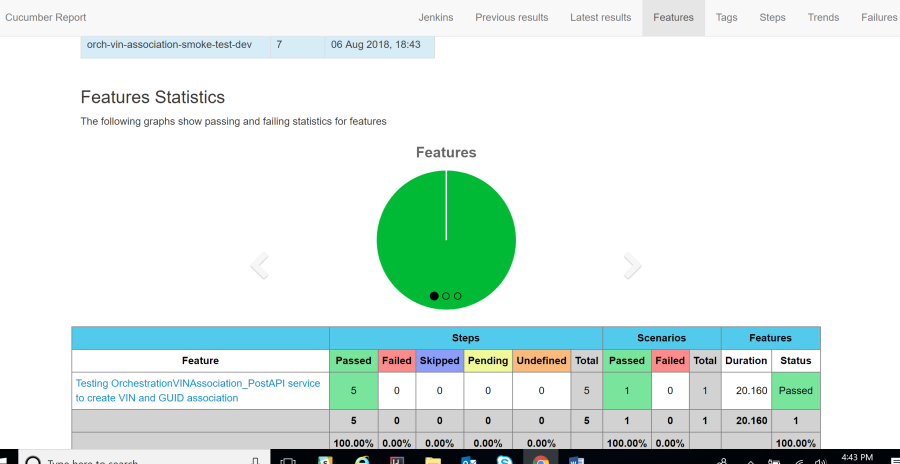 Cucumber Report Jenkins Previous results Latest results Features Tags Steps Trends Failures
orch-vin-association-smoke-test-dev 7 06 Aug 2018, 18:43
Features Statistics
The following graphs show passing and failing statistics for features
Features
Steps Scenarios Features
Feature Passed Failed Skipped Pending Undefined Total Passed Failed Total Duration Status
Testing OrchestrationVINAssociation_PostAPI service
to create VIN and GUID association 5 0 0 0 0 5 1 0 1 20.160 Passed
5 0 0 0 0 5 1 0 1 20.160 1
100.00% 0.00% 0.00% 0.00% 0.00% 100.00% 0.00% 100.00%
Type here to search 4:43 PM